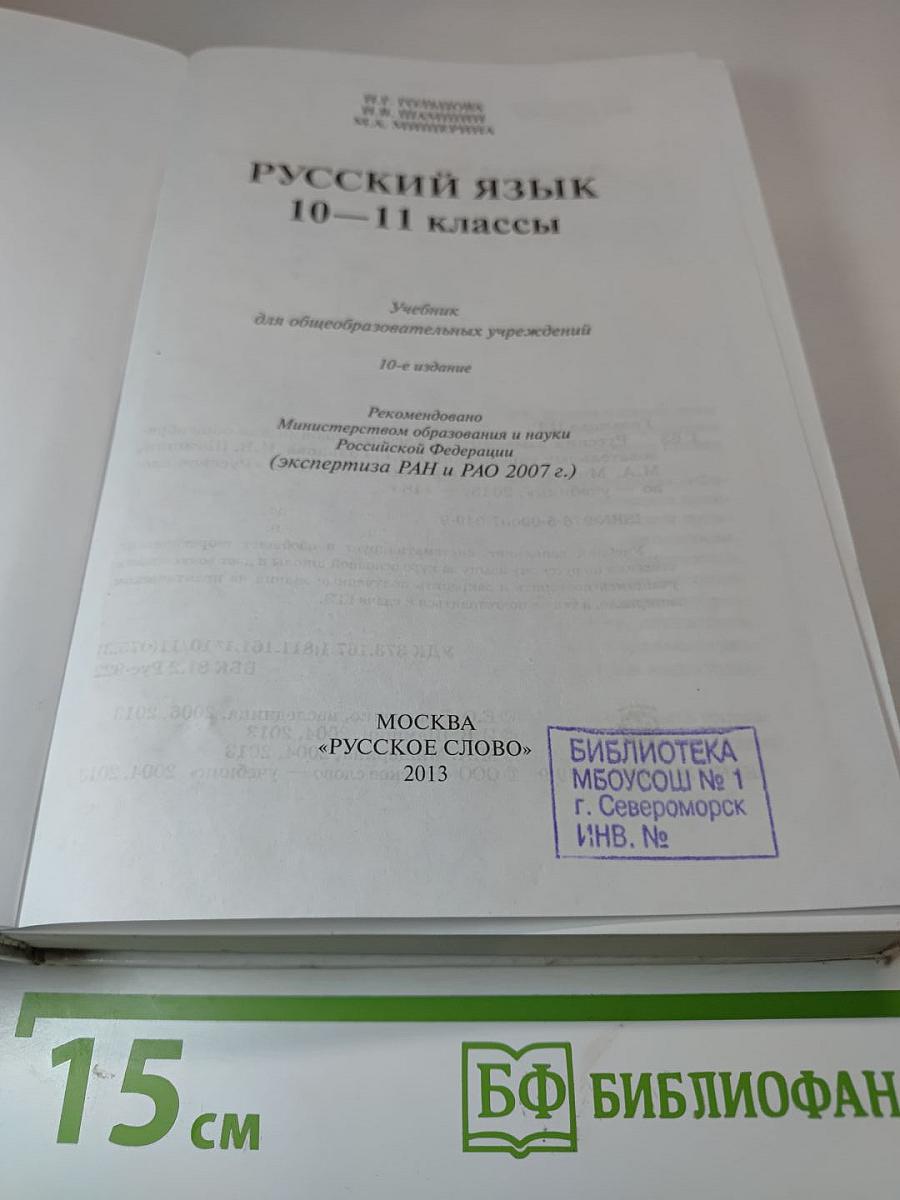 РУССКИЙ ЯЗЫК
10—11 классы
Учебник
для общеобразовательных учреждений
10-е издание
Рекомендовано
Министерством образования и науки
Российской Федерации
(экспертиза РАН и РАО 2007 г.)
МОСКВА
«РУССКОЕ СЛОВО»
2013
БИБЛИОТЕКА
МБОУСОШ № 1
г. Североморск
ИНВ. №
15 см
БФ БИБЛИОФАН